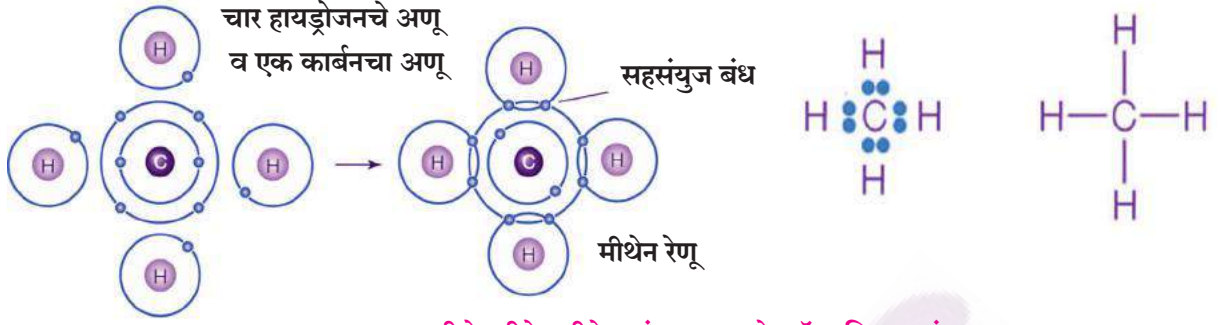 चार हायड्रोजनचे अणू
व एक कार्बनचा अणू
H
H
C
H
H
H
H
C
H
H
सहसंयुज बंध
मीथेन रेणू
H
H C H
H
H
H—C—H
H